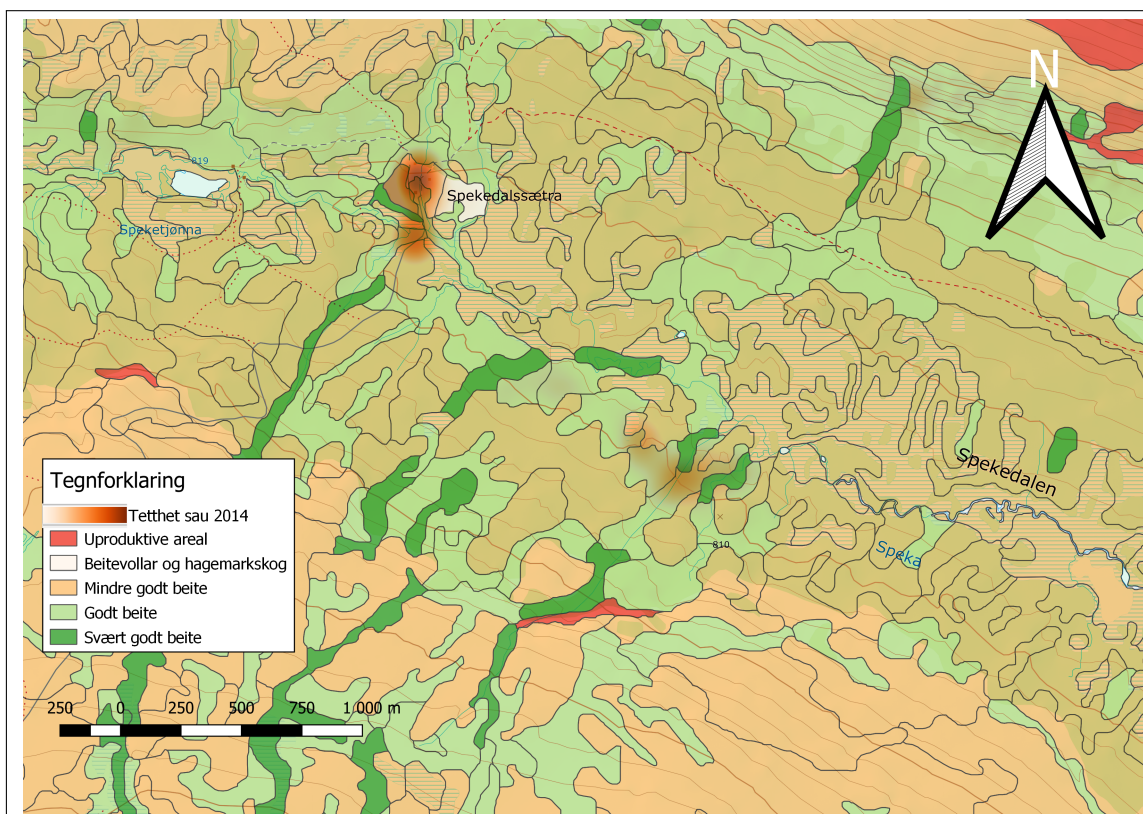 N
819
Spekedalssætra
Speketjønna
Spekedalen
Speka
810
Tegnforklaring
Tetthet sau 2014
Uproduktive areal
Beitevollar og hagemarkskog
Mindre godt beite
Godt beite
Svært godt beite
250 0 250 500 750 1 000 m